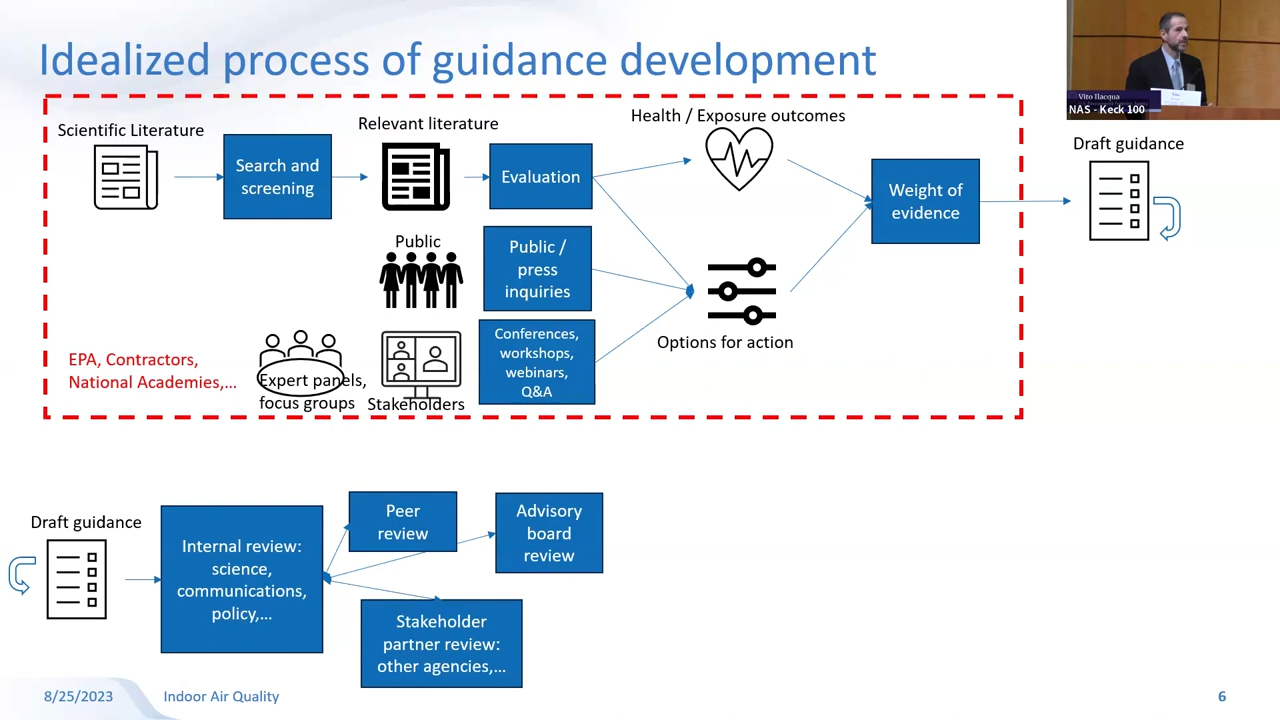 Idealized process of guidance development
Vito Ilacqua
NAS - Keck 100
Scientific Literature
Search and
screening
Relevant literature
Evaluation
Health / Exposure outcomes
Weight of
evidence
Draft guidance
Public
Public /
press
inquiries
Options for action
EPA, Contractors,
National Academies,...
Expert panels,
focus groups
Stakeholders
Conferences,
workshops,
webinars,
Q&A
Draft guidance
Internal review:
science,
communications,
policy,...
Peer
review
Advisory
board
review
Stakeholder
partner review:
other agencies,...
8/25/2023
Indoor Air Quality
6